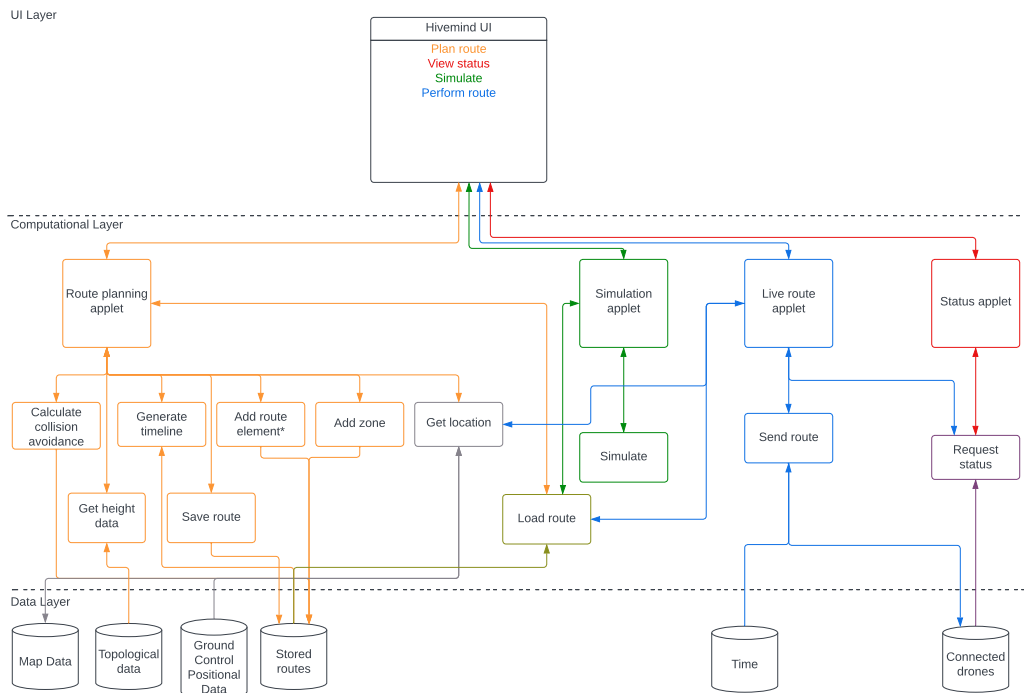 UI Layer
Hivemind UI
Plan route
View status
Simulate
Perform route
Computational Layer
Route planning
applet
Simulation
applet
Live route
applet
Status applet
Calculate
collision
avoidance
Generate
timeline
Add route
element*
Add zone
Get location
Send route
Simulate
Request
status
Get height
data
Save route
Load route
Data Layer
Map Data
Topological
data
Ground
Control
Positional
Data
Stored
routes
Time
Connected
drones